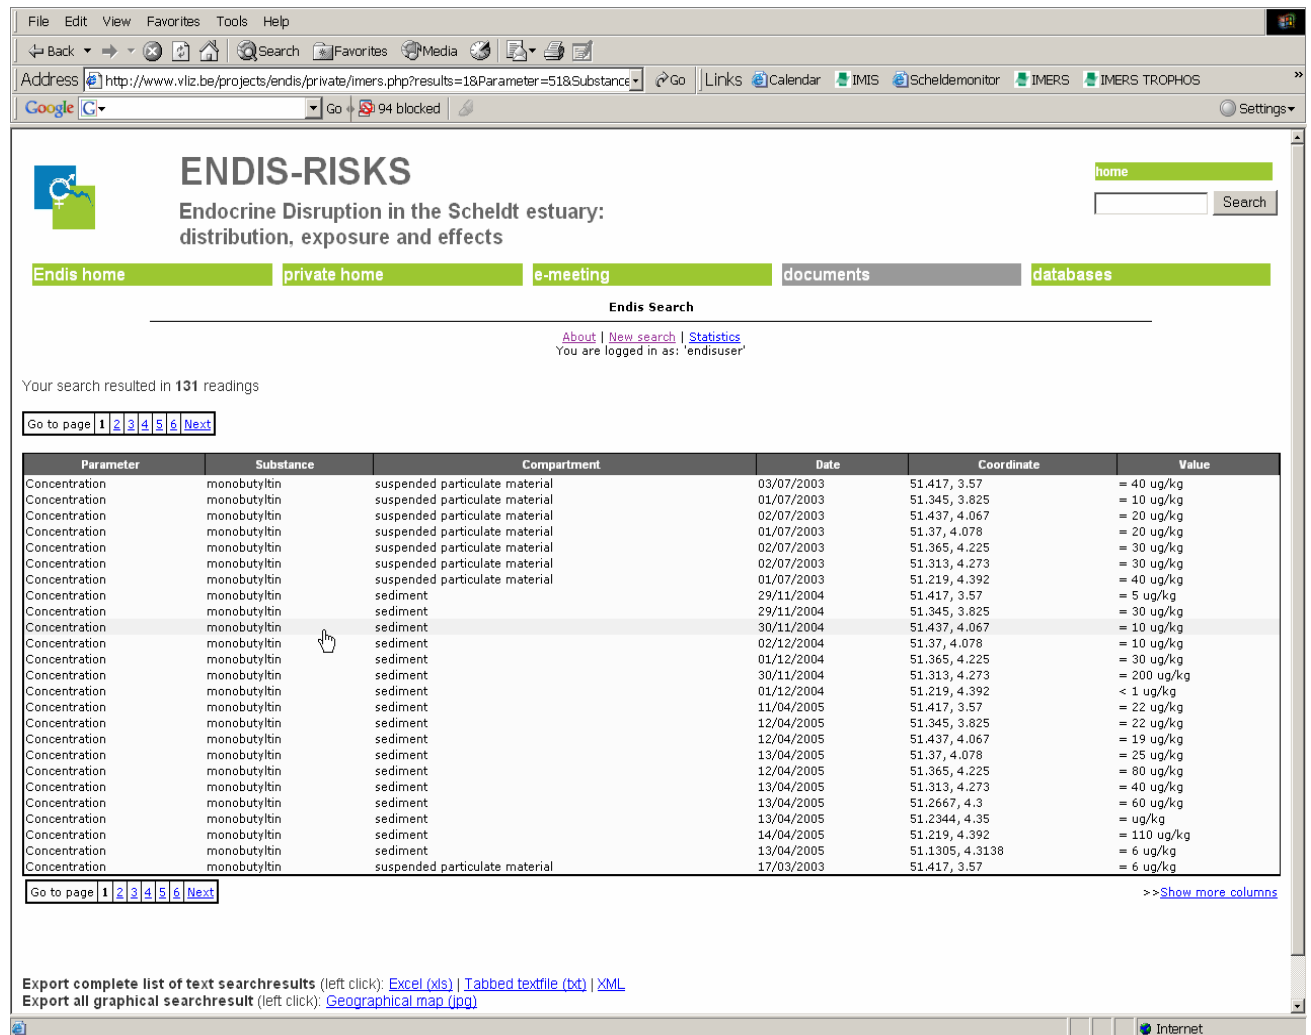 File Edit View Favorites Tools Help
Back Search Favorites Media
Address http://www.vliz.be/projects/endis/private/imers.php?results=1&Parameter=51&Substance Go Links Calendar IMIS Scheldemonitor IMERS IMERS TROPHOS »
Google G Go 94 blocked Settings
ENDIS-RISKS
home
Endocrine Disruption in the Scheldt estuary:
Search
distribution, exposure and effects
Endis home private home e-meeting documents databases
Endis Search
About | New search | Statistics
You are logged in as: 'endisuser'
Your search resulted in 131 readings
Go to page 1 2 3 4 5 6 Next
Parameter Substance Compartment Date Coordinate Value
Concentration monobutyltin suspended particulate material 03/07/2003 51.417, 3.57 = 40 ug/kg
Concentration monobutyltin suspended particulate material 01/07/2003 51.345, 3.825 = 10 ug/kg
Concentration monobutyltin suspended particulate material 02/07/2003 51.437, 4.067 = 20 ug/kg
Concentration monobutyltin suspended particulate material 01/07/2003 51.37, 4.078 = 20 ug/kg
Concentration monobutyltin suspended particulate material 02/07/2003 51.365, 4.225 = 30 ug/kg
Concentration monobutyltin suspended particulate material 02/07/2003 51.313, 4.273 = 30 ug/kg
Concentration monobutyltin suspended particulate material 01/07/2003 51.219, 4.392 = 40 ug/kg
Concentration monobutyltin sediment 29/11/2004 51.417, 3.57 = 5 ug/kg
Concentration monobutyltin sediment 29/11/2004 51.345, 3.825 = 30 ug/kg
Concentration monobutyltin sediment 30/11/2004 51.437, 4.067 = 10 ug/kg
Concentration monobutyltin sediment 02/12/2004 51.37, 4.078 = 10 ug/kg
Concentration monobutyltin sediment 01/12/2004 51.365, 4.225 = 30 ug/kg
Concentration monobutyltin sediment 30/11/2004 51.313, 4.273 = 200 ug/kg
Concentration monobutyltin sediment 01/12/2004 51.219, 4.392 < 1 ug/kg
Concentration monobutyltin sediment 11/04/2005 51.417, 3.57 = 22 ug/kg
Concentration monobutyltin sediment 12/04/2005 51.345, 3.825 = 22 ug/kg
Concentration monobutyltin sediment 12/04/2005 51.437, 4.067 = 19 ug/kg
Concentration monobutyltin sediment 13/04/2005 51.37, 4.078 = 25 ug/kg
Concentration monobutyltin sediment 12/04/2005 51.365, 4.225 = 80 ug/kg
Concentration monobutyltin sediment 13/04/2005 51.313, 4.273 = 40 ug/kg
Concentration monobutyltin sediment 13/04/2005 51.2667, 4.3 = 60 ug/kg
Concentration monobutyltin sediment 13/04/2005 51.2344, 4.35 = ug/kg
Concentration monobutyltin sediment 14/04/2005 51.219, 4.392 = 110 ug/kg
Concentration monobutyltin sediment 13/04/2005 51.1305, 4.3138 = 6 ug/kg
Concentration monobutyltin suspended particulate material 17/03/2003 51.417, 3.57 = 6 ug/kg
Go to page 1 2 3 4 5 6 Next >>Show more columns
Export complete list of text searchresults (left click): Excel (xls) | Tabbed textfile (txt) | XML
Export all graphical searchresult (left click): Geographical map (jpg)
Internet